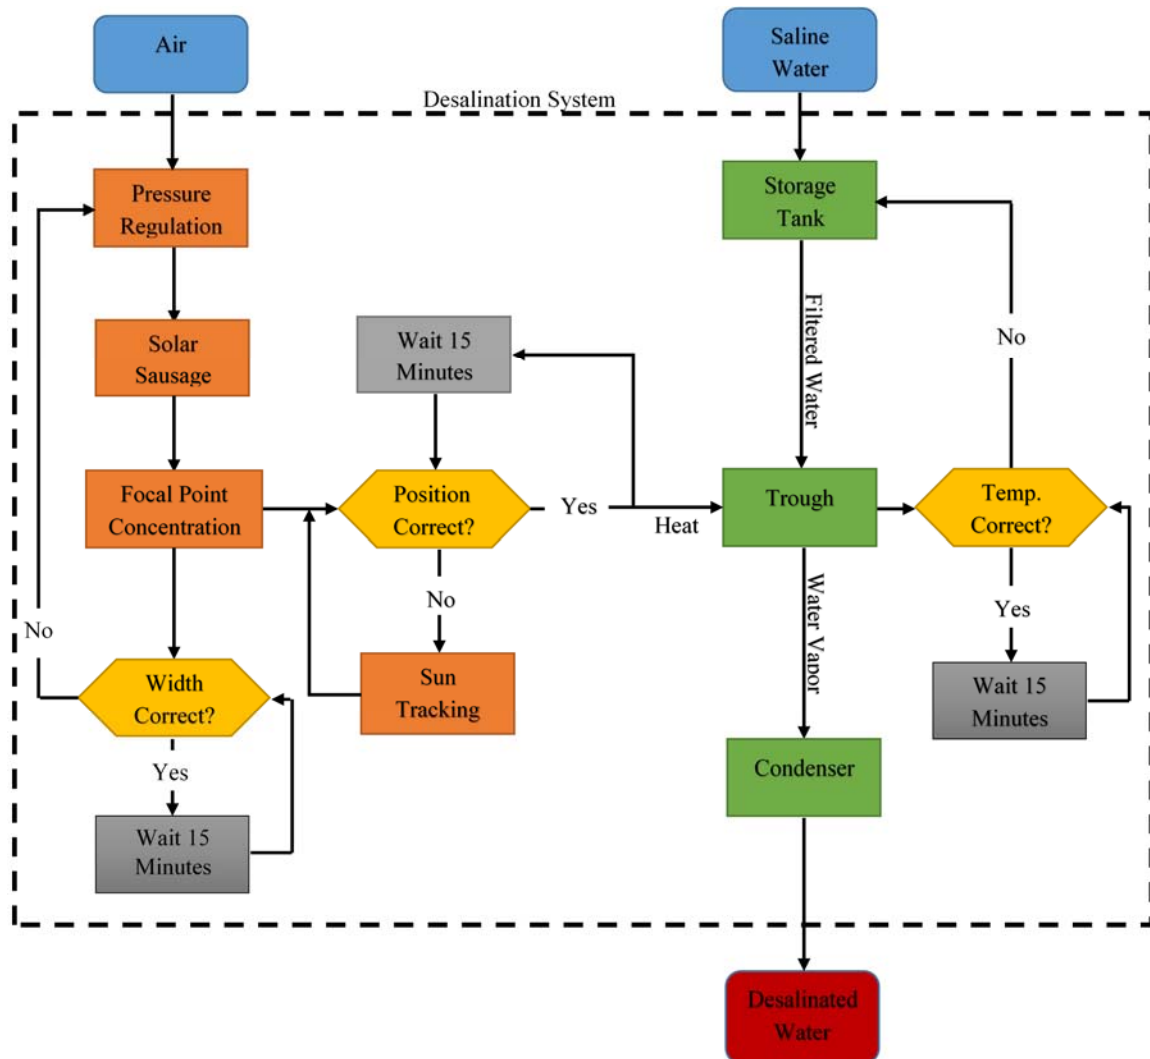 Air
Saline
Water
Desalination System
Pressure
Regulation
Storage
Tank
Solar
Sausage
Wait 15
Minutes
Filtered Water
No
Focal Point
Concentration
Position
Correct?
Yes
Heat
Trough
Temp.
Correct?
No
No
Water Vapor
Yes
Width
Correct?
Sun
Tracking
Wait 15
Minutes
Yes
Condenser
Wait 15
Minutes
Desalinated
Water